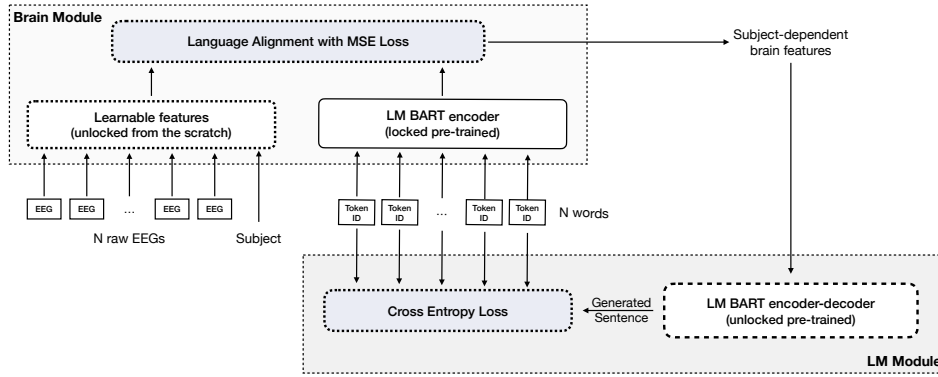 Brain Module
Language Alignment with MSE Loss
Subject-dependent
brain features
Learnable features
(unlocked from the scratch)
LM BART encoder
(locked pre-trained)
EEG
EEG
...
EEG
EEG
Token
ID
Token
ID
...
Token
ID
Token
ID
N words
N raw EEGs
Subject
Cross Entropy Loss
Generated
Sentence
LM BART encoder-decoder
(unlocked pre-trained)
LM Module